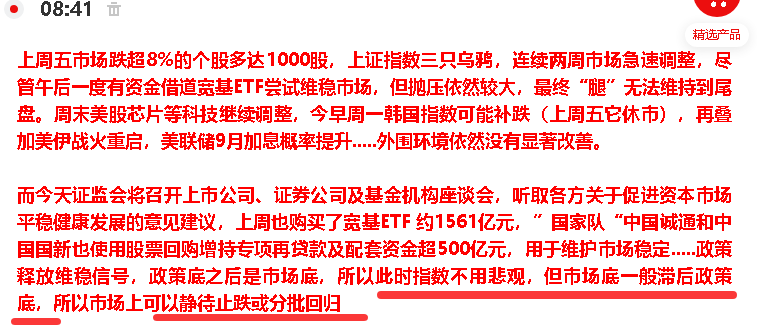 08:41
精选产品
上周五市场跌超8%的个股多达1000股，上证指数三只乌鸦，连续两周市场急速调整，尽
管午后一度有资金借道宽基ETF尝试维稳市场，但抛压依然较大，最终“腿”无法维持到尾
盘。周末美股芯片等科技继续调整，今早周一韩国指数可能补跌（上周五它休市），再叠
加美伊战火重启，美联储9月加息概率提升.....外围环境依然没有显著改善。
而今天证监会将召开上市公司、证券公司及基金机构座谈会，听取各方关于促进资本市场
平稳健康发展的意见建议，上周也购买了宽基ETF 约1561亿元，”国家队“中国诚通和中
国国新也使用股票回购增持专项再贷款及配套资金超500亿元，用于维护市场稳定.....政策
释放维稳信号，政策底之后是市场底，所以此时指数不用悲观，但市场底一般滞后政策
底，所以市场上可以静待止跌或分批回归